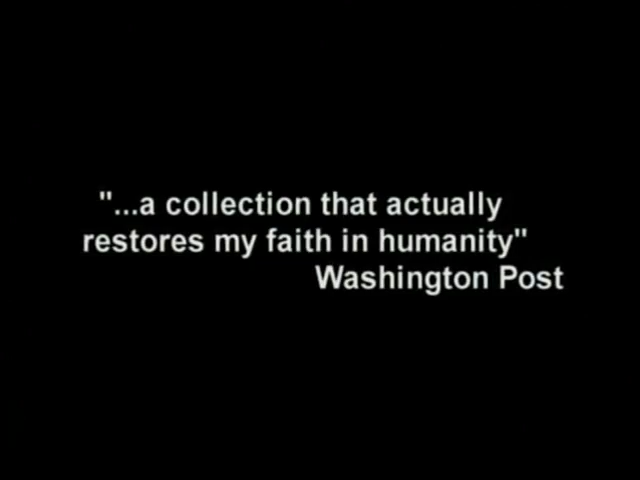 "...a collection that actually
restores my faith in humanity"
Washington Post